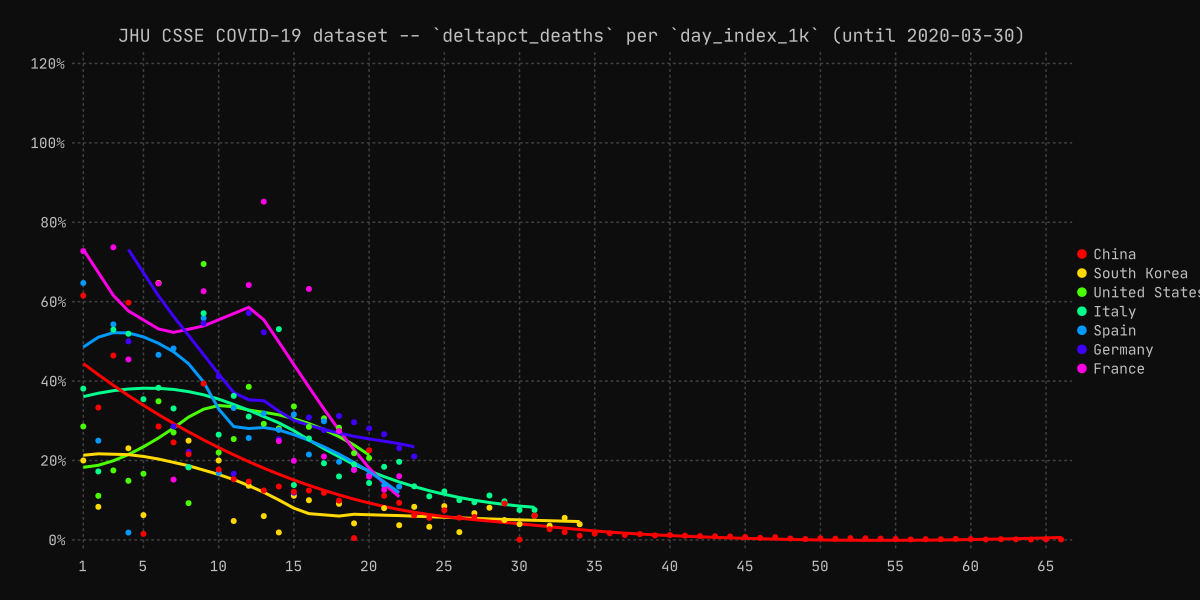 JHU CSSE COVID-19 dataset -- `deltapct_deaths` per `day_index_1k` (until 2020-03-30)
120%
100%
80%
60%
40%
20%
0%
1 5 10 15 20 25 30 35 40 45 50 55 60 65
China
South Korea
United States
Italy
Spain
Germany
France